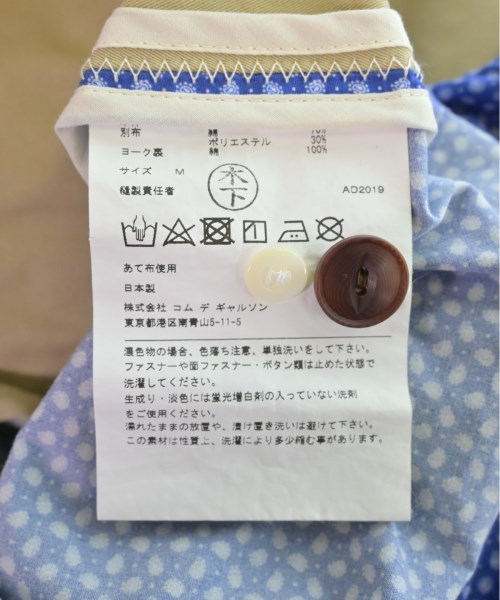 別布 綿 70%
ポリエステル 30%
ヨーク裏 綿 100%
サイズ M
縫製責任者 木下 AD2019
あて布使用
日本製
株式会社 コム デ ギャルソン
東京都港区南青山5-11-5
濃色物の場合、色落ち注意、単独洗いをして下さい。
ファスナーや面ファスナー・ボタン類は止めた状態で
洗濯してください。
生成り・淡色には蛍光増白剤の入っていない洗剤
をご使用ください。
濡れたままの放置や、漬け置き洗いは避けて下さい。
この素材は性質上、洗濯により多少縮む事があります。